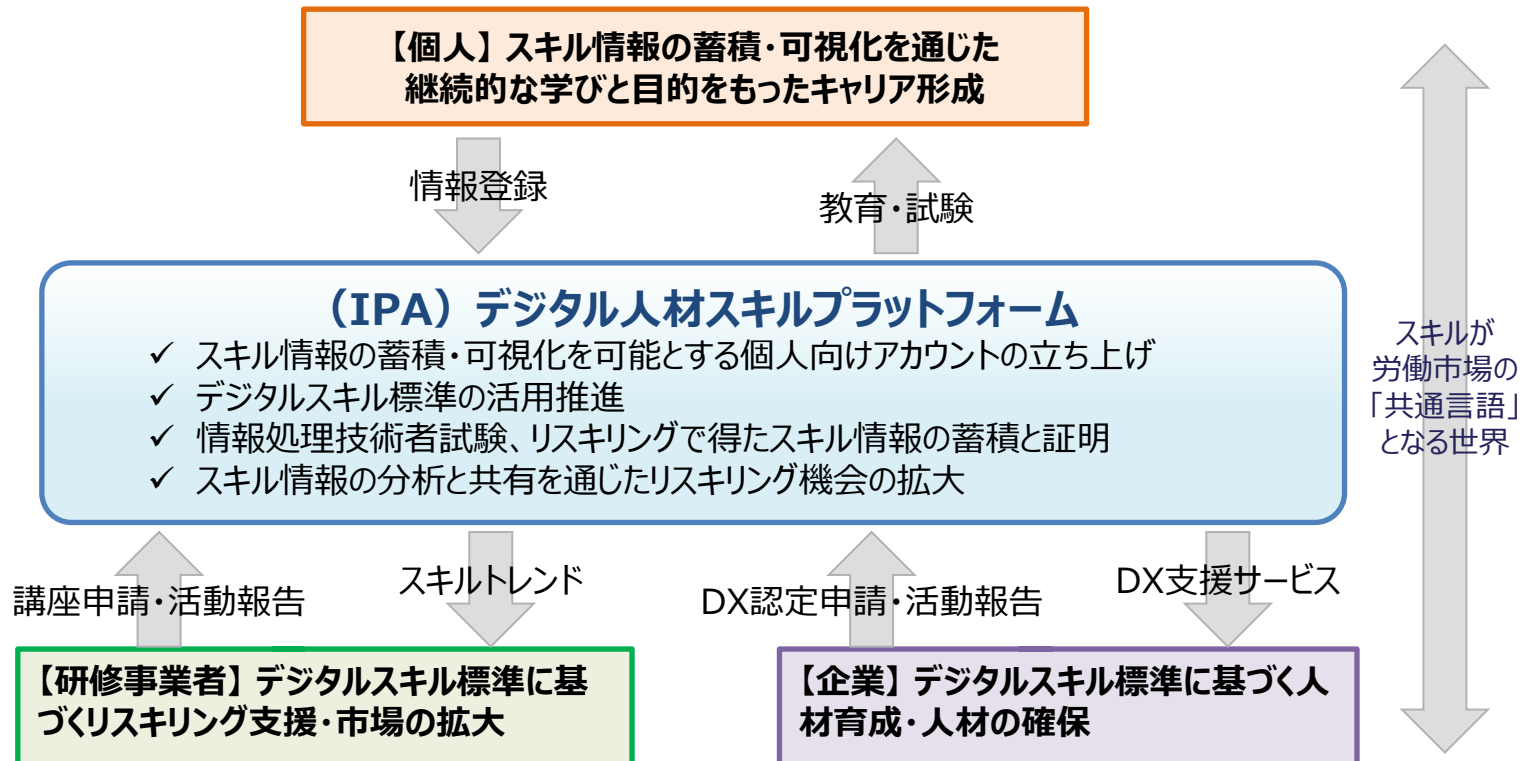 【個人】スキル情報の蓄積・可視化を通じた
継続的な学びと目的をもったキャリア形成
情報登録
教育・試験
（IPA）デジタル人材スキルプラットフォーム
✓ スキル情報の蓄積・可視化を可能とする個人向けアカウントの立ち上げ
✓ デジタルスキル標準の活用推進
✓ 情報処理技術者試験、リスキリングで得たスキル情報の蓄積と証明
✓ スキル情報の分析と共有を通じたリスキリング機会の拡大
スキルが
労働市場の
「共通言語」
となる世界
講座申請・活動報告
スキルトレンド
DX認定申請・活動報告
DX支援サービス
【研修事業者】デジタルスキル標準に基
づくリスキリング支援・市場の拡大
【企業】デジタルスキル標準に基づく人
材育成・人材の確保